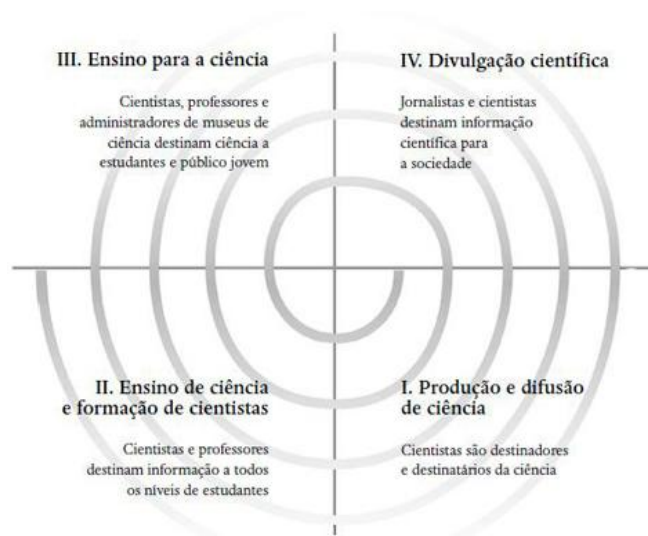 III. Ensino para a ciência
Cientistas, professores e
administradores de museus de
ciência destinam ciência a
estudantes e público jovem
IV. Divulgação científica
Jornalistas e cientistas
destinam informação
científica para
a sociedade
II. Ensino de ciência
e formação de cientistas
Cientistas e professores
destinam informação a todos
os níveis de estudantes
I. Produção e difusão
de ciência
Cientistas são destinadores
e destinatários da ciência